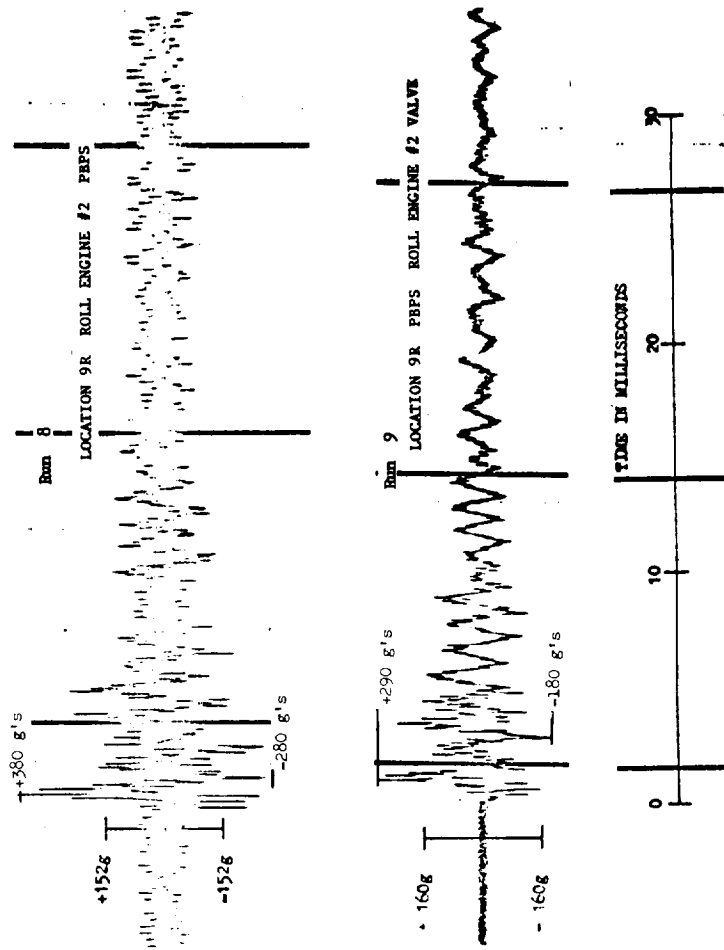 +380 g's
Run 8
LOCATION 9R ROLL ENGINE #2 PBPS
+152g
-152g
-280 g's
+290 g's
Run 9
LOCATION 9R PBPS ROLL ENGINE #2 VALVE
160g
- 160g
-180 g's
TIME IN MILLISECONDS
0
10
20
30